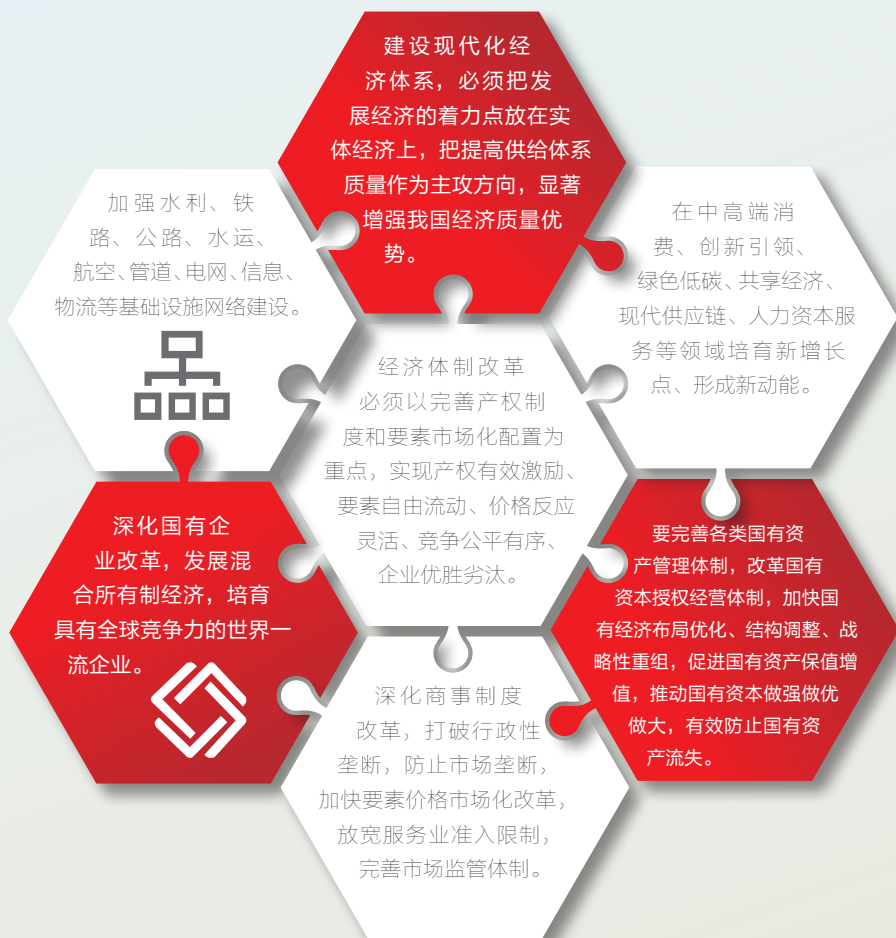 建设现代化经
济体系，必须把发
展经济的着力点放在实
体经济上，把提高供给体系
质量作为主攻方向，显著
增强我国经济质量优
势。
加强水利、铁
路、公路、水运、
航空、管道、电网、信息、
物流等基础设施网络建设。
在中高端消
费、创新引领、
绿色低碳、共享经济、
现代供应链、人力资本服
务等领域培育新增长
点、形成新动能。
经济体制改革
必须以完善产权制
度和要素市场化配置为
重点，实现产权有效激励、
要素自由流动、价格反应
灵活、竞争公平有序、
企业优胜劣汰。
深化国有企
业改革，发展混
合所有制经济，培育
具有全球竞争力的世界一
流企业。
要完善各类国有资
产管理体制，改革国有
资本授权经营体制，加快国
有经济布局优化、结构调整、战
略性重组，促进国有资产保值增
值，推动国有资本做强做优
做大，有效防止国有资
产流失。
深化商事制度
改革，打破行政性
垄断，防止市场垄断，
加快要素价格市场化改革，
放宽服务业准入限制，
完善市场监管体制。